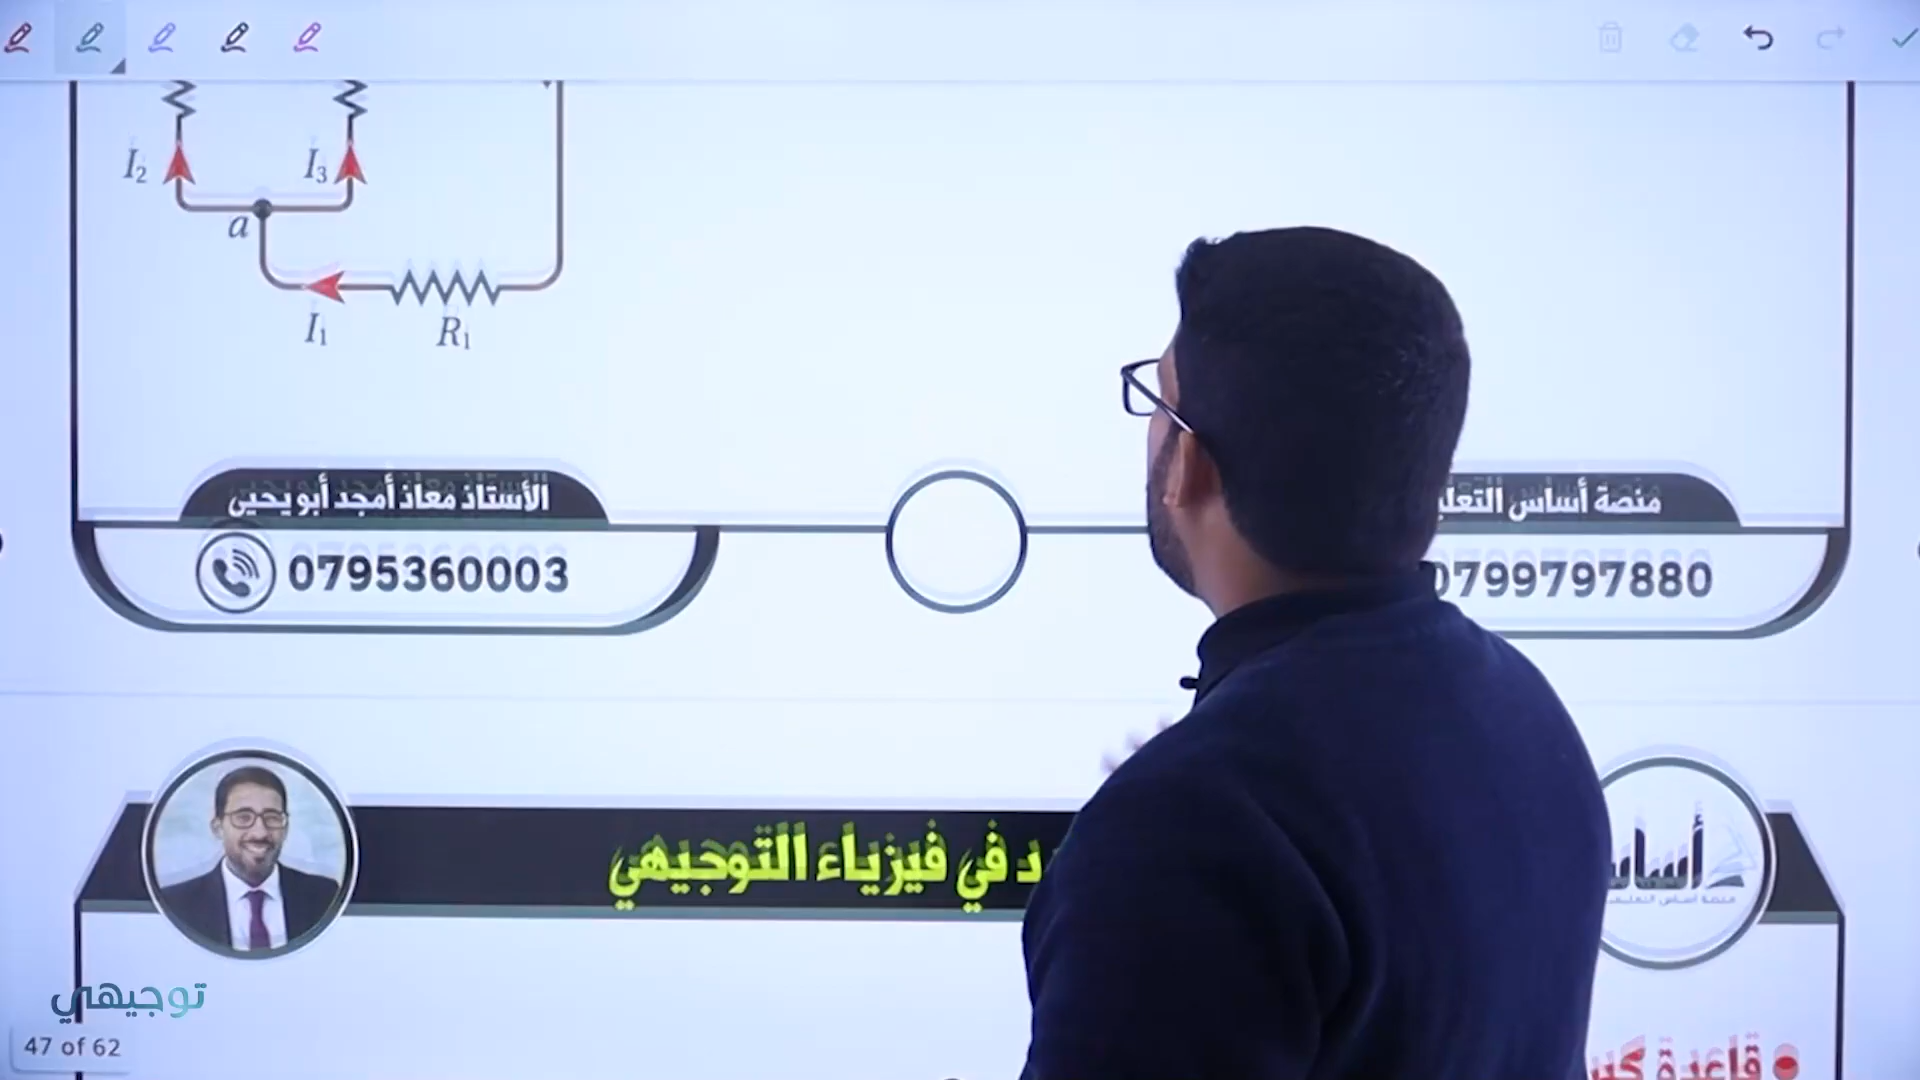 I₂
I₃
a
I₁
R₁
الأستاذ معاذ أمجد أبو يحيى
منصة أساس
0795360003
0799797880
في فيزياء التوجيهي
أساس
توجيهي
47 of 62
قاعدة